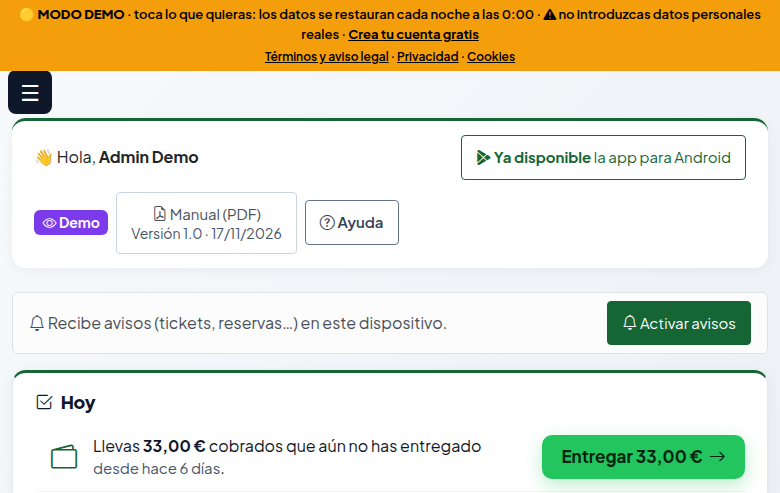 🟡 MODO DEMO · toca lo que quieras: los datos se restauran cada noche a las 0:00 · ⚠ no introduzcas datos personales
reales · Crea tu cuenta gratis
Términos y aviso legal · Privacidad · Cookies
👋 Hola, Admin Demo
Ya disponible la app para Android
Demo
Manual (PDF)
Versión 1.0 · 17/11/2026
Ayuda
Recibe avisos (tickets, reservas…) en este dispositivo.
Activar avisos
Hoy
Llevas 33,00 € cobrados que aún no has entregado
desde hace 6 días.
Entregar 33,00 € →